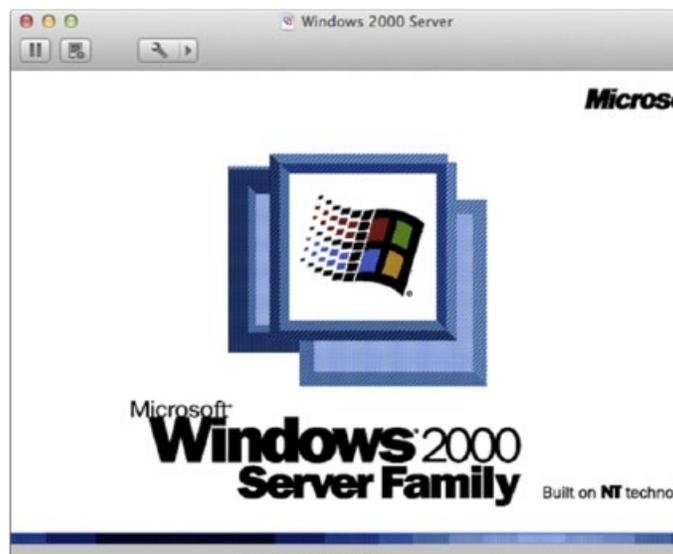 Windows 2000 Server
Micros
Microsoft
Windows 2000
Server Family
Built on NT techno